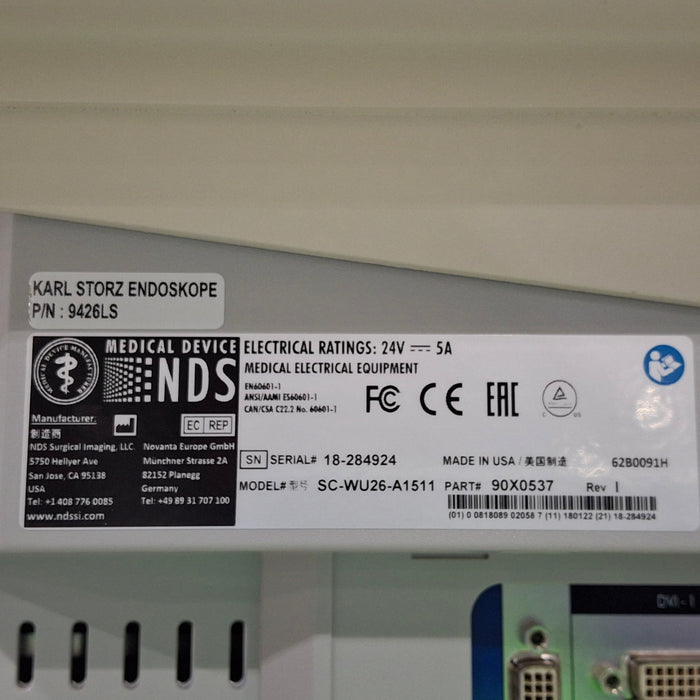 KARL STORZ ENDOSKOPE
P/N : 9426LS
MEDICAL DEVICE MANUFACTURER
MEDICAL DEVICE
NDS
Manufacturer:
制造商
EC REP
NDS Surgical Imaging, LLC.
5750 Hellyer Ave
San Jose, CA 95138
USA
Tel: +1 408 776 0085
www.ndssi.com
Novanta Europe GmbH
Münchner Strasse 2A
82152 Planegg
Germany
Tel: +49 89 31 707 100
ELECTRICAL RATINGS: 24V 5A
MEDICAL ELECTRICAL EQUIPMENT
EN60601-1
ANSI/AAMI ES60601-1
CAN/CSA C22.2 No. 60601-1
FC CE EAC
C US
SN SERIAL# 18-284924
MADE IN USA / 美国制造 62B0091H
MODEL# 型号 SC-WU26-A1511 PART# 90X0537 Rev I
(01) 0 0818089 02058 7 (11) 180122 (21) 18-284924
DVI - I